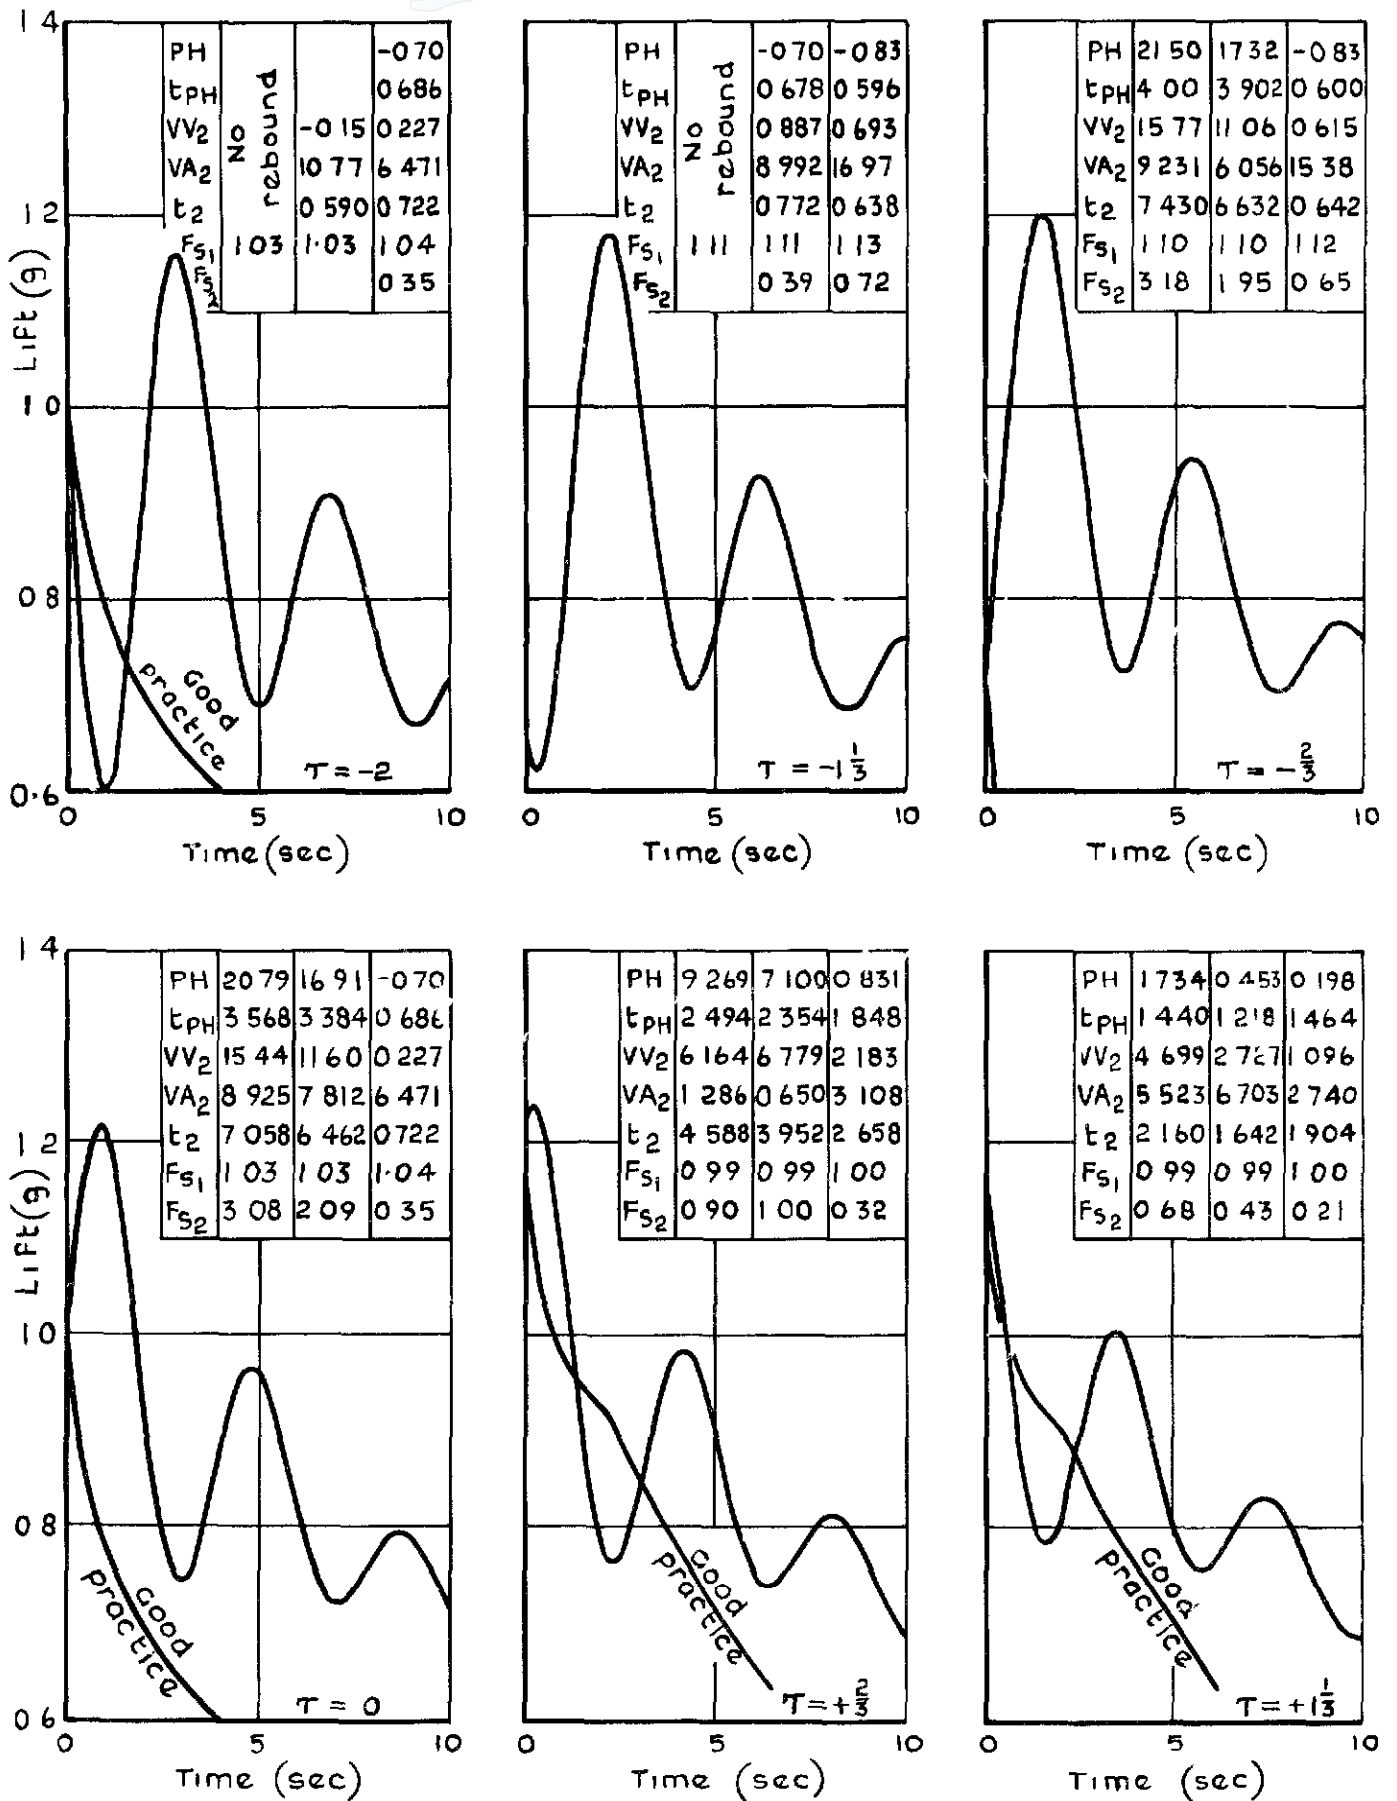 1 4
PH -0 70
tPH 0 686
VV2 -0 15 0 227
VA2 10 77 6 471
t2 0 590 0 722
FS1 1 03 1·03 1 04
FS2 0 35
No rebound
1 2
Lift (g)
1 0
0 8
0·6
Good practice
τ = -2
0 5 10
Time (sec)
PH -0 70 -0 83
tPH 0 678 0 596
VV2 0 887 0 693
VA2 8 992 16 97
t2 0 772 0 638
FS1 1 11 1 11 1 13
FS2 0 39 0 72
No rebound
τ = -1 1/3
0 5 10
Time (sec)
PH 21 50 17 32 -0 83
tPH 4 00 3 902 0 600
VV2 15 77 11 06 0 615
VA2 9 231 6 056 15 38
t2 7 430 6 632 0 642
FS1 1 10 1 10 1 12
FS2 3 18 1 95 0 65
τ = -2/3
0 5 10
Time (sec)
1 4
PH 20 79 16 91 -0 70
tPH 3 568 3 384 0 686
VV2 15 44 11 60 0 227
VA2 8 925 7 812 6 471
t2 7 058 6 462 0 722
FS1 1 03 1 03 1·04
FS2 3 08 2 09 0 35
1 2
Lift (g)
1 0
0 8
0 6
Good practice
τ = 0
0 5 10
Time (sec)
PH 9 269 7 100 0 831
tPH 2 494 2 354 1 848
VV2 6 164 6 779 2 183
VA2 1 286 0 650 3 108
t2 4 588 3 952 2 658
FS1 0 99 0 99 1 00
FS2 0 90 1 00 0 32
Good practice
τ = +2/3
0 5 10
Time (sec)
PH 1 734 0 453 0 198
tPH 1 440 1 218 1 464
VV2 4 699 2 727 1 096
VA2 5 523 6 703 2 740
t2 2 160 1 642 1 904
FS1 0 99 0 99 1 00
FS2 0 68 0 43 0 21
Good practice
τ = +1 1/3
0 5 10
Time (sec)